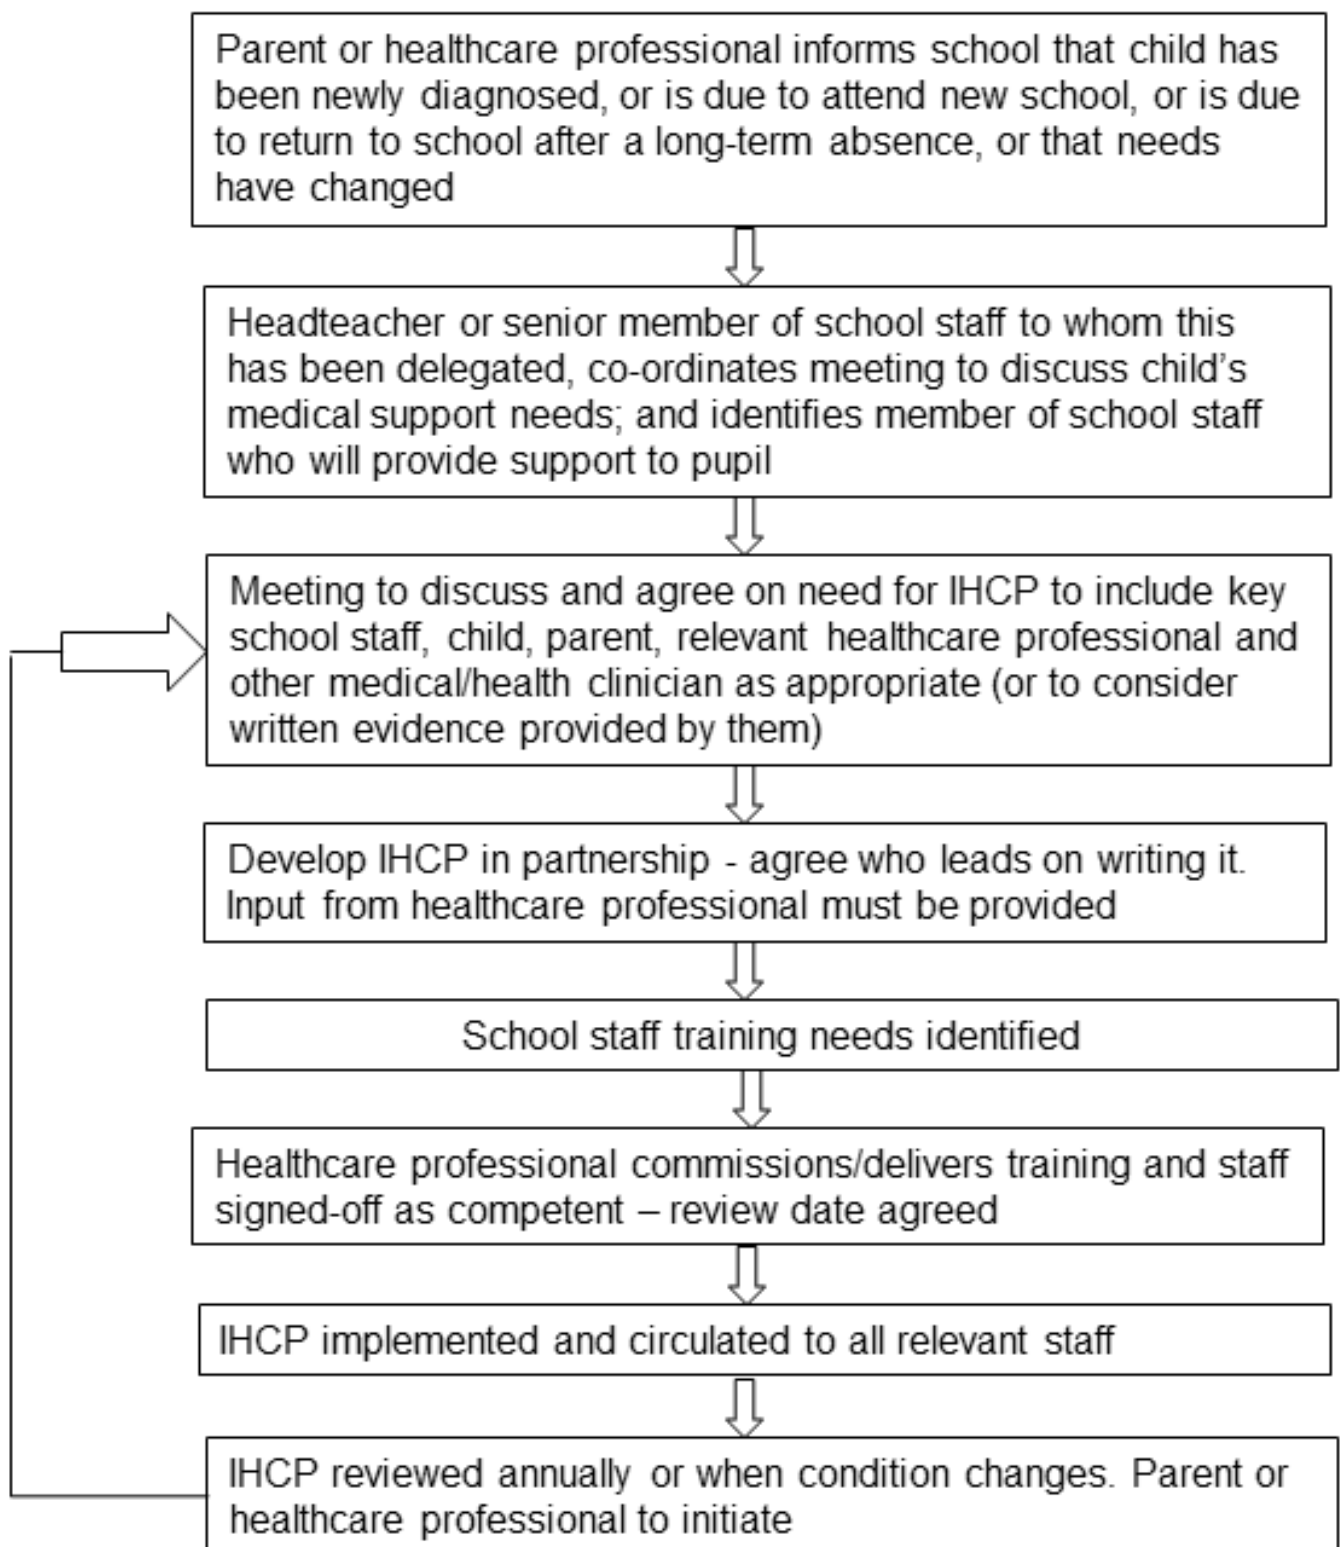 Parent or healthcare professional informs school that child has
been newly diagnosed, or is due to attend new school, or is due
to return to school after a long-term absence, or that needs
have changed
Headteacher or senior member of school staff to whom this
has been delegated, co-ordinates meeting to discuss child’s
medical support needs; and identifies member of school staff
who will provide support to pupil
Meeting to discuss and agree on need for IHCP to include key
school staff, child, parent, relevant healthcare professional and
other medical/health clinician as appropriate (or to consider
written evidence provided by them)
Develop IHCP in partnership - agree who leads on writing it.
Input from healthcare professional must be provided
School staff training needs identified
Healthcare professional commissions/delivers training and staff
signed-off as competent – review date agreed
IHCP implemented and circulated to all relevant staff
IHCP reviewed annually or when condition changes. Parent or
healthcare professional to initiate